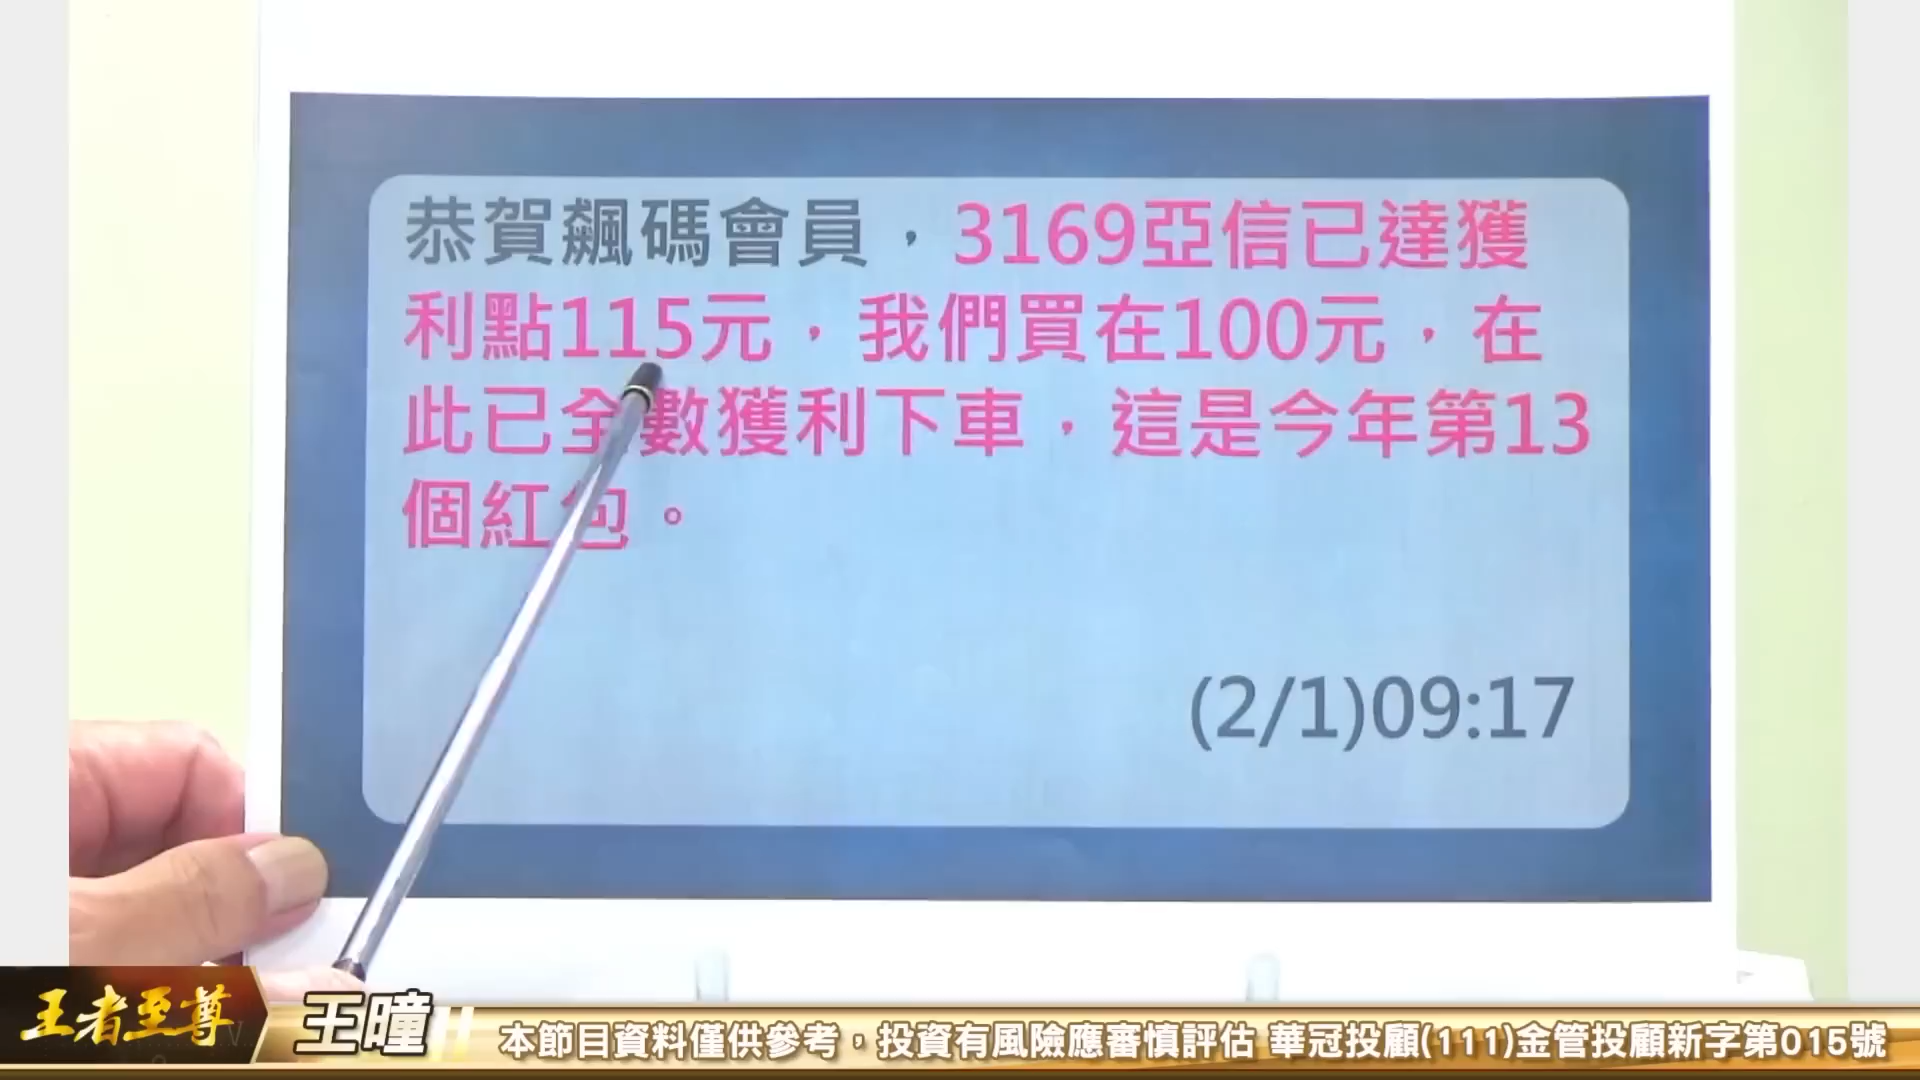 恭賀飆碼會員，3169亞信已達獲
利點115元，我們買在100元，在
此已全數獲利下車，這是今年第13
個紅包。
(2/1)09:17
王者至尊
王曈
本節目資料僅供參考，投資有風險應審慎評估 華冠投顧(111)金管投顧新字第015號